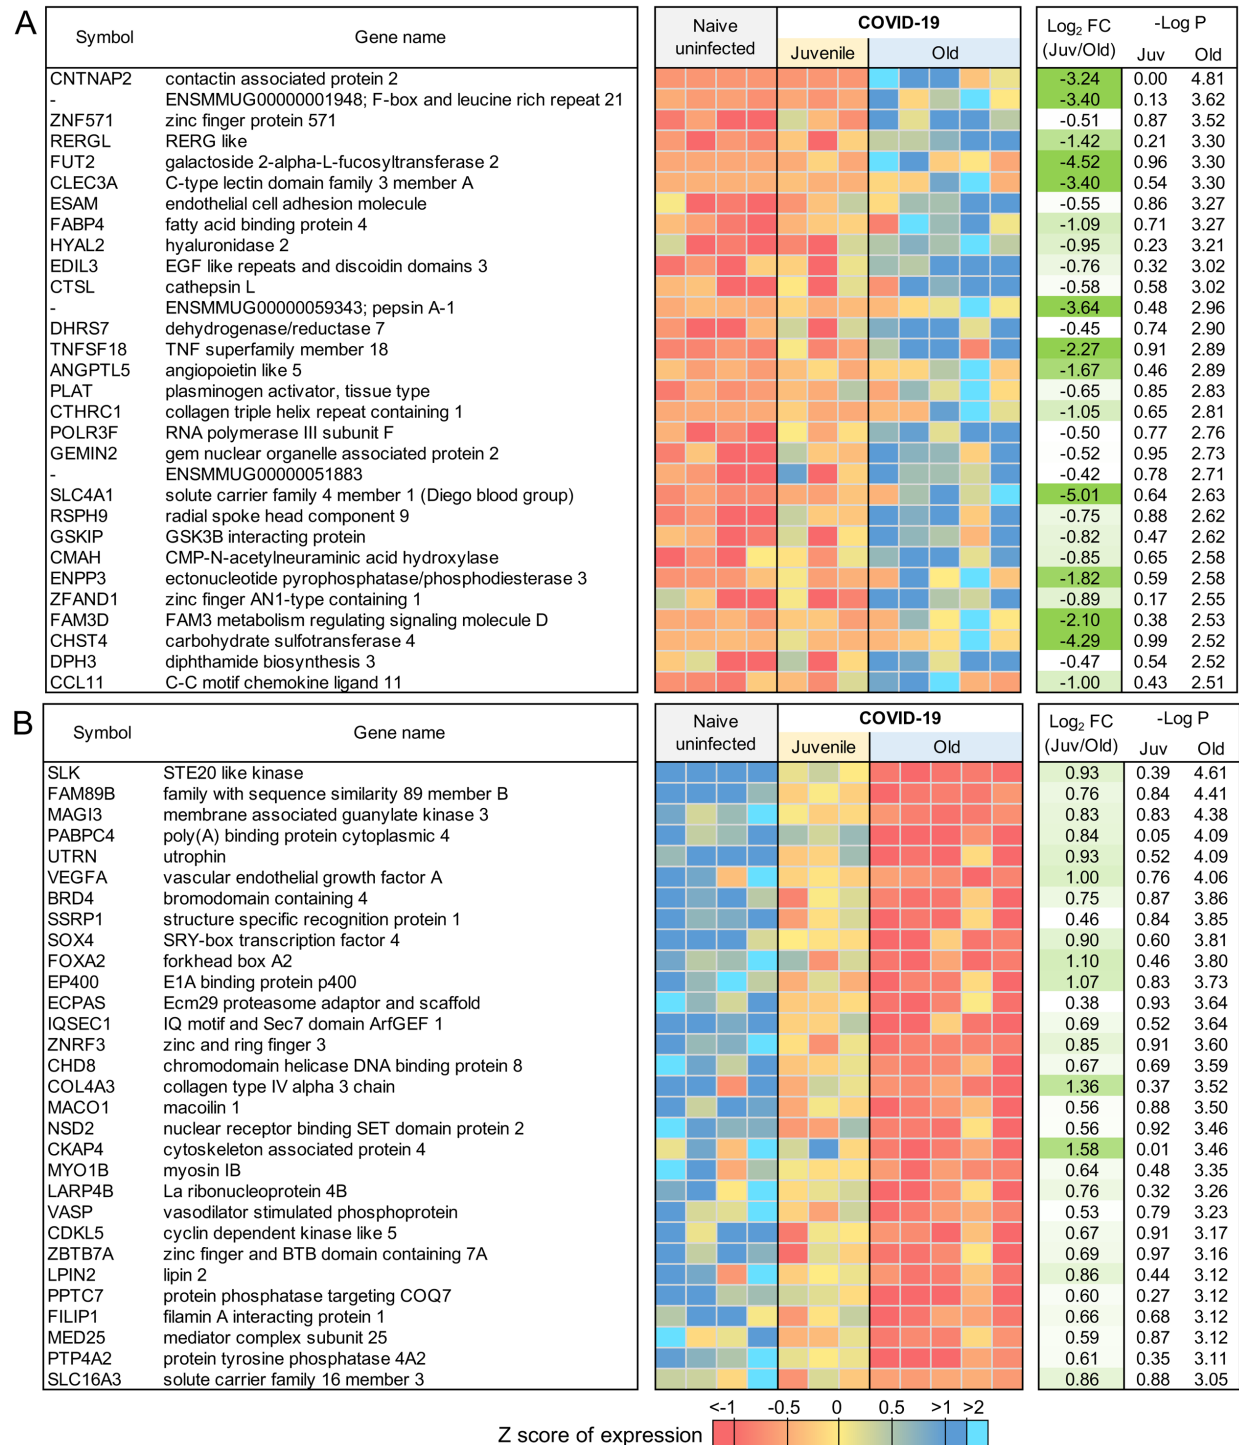 A
Symbol Gene name Naive uninfected COVID-19 Juvenile Old Log2 FC (Juv/Old) -Log P Juv Old
CNTNAP2 contactin associated protein 2 -3.24 0.00 4.81
- ENSMMUG00000001948; F-box and leucine rich repeat 21 -3.40 0.13 3.62
ZNF571 zinc finger protein 571 -0.51 0.87 3.52
RERGL RERG like -1.42 0.21 3.30
FUT2 galactoside 2-alpha-L-fucosyltransferase 2 -4.52 0.96 3.30
CLEC3A C-type lectin domain family 3 member A -3.40 0.54 3.30
ESAM endothelial cell adhesion molecule -0.55 0.86 3.27
FABP4 fatty acid binding protein 4 -1.09 0.71 3.27
HYAL2 hyaluronidase 2 -0.95 0.23 3.21
EDIL3 EGF like repeats and discoidin domains 3 -0.76 0.32 3.02
CTSL cathepsin L -0.58 0.58 3.02
- ENSMMUG00000059343; pepsin A-1 -3.64 0.48 2.96
DHRS7 dehydrogenase/reductase 7 -0.45 0.74 2.90
TNFSF18 TNF superfamily member 18 -2.27 0.91 2.89
ANGPTL5 angiopoietin like 5 -1.67 0.46 2.89
PLAT plasminogen activator, tissue type -0.65 0.85 2.83
CTHRC1 collagen triple helix repeat containing 1 -1.05 0.65 2.81
POLR3F RNA polymerase III subunit F -0.50 0.77 2.76
GEMIN2 gem nuclear organelle associated protein 2 -0.52 0.95 2.73
- ENSMMUG00000051883 -0.42 0.78 2.71
SLC4A1 solute carrier family 4 member 1 (Diego blood group) -5.01 0.64 2.63
RSPH9 radial spoke head component 9 -0.75 0.88 2.62
GSKIP GSK3B interacting protein -0.82 0.47 2.62
CMAH CMP-N-acetylneuraminic acid hydroxylase -0.85 0.65 2.58
ENPP3 ectonucleotide pyrophosphatase/phosphodiesterase 3 -1.82 0.59 2.58
ZFAND1 zinc finger AN1-type containing 1 -0.89 0.17 2.55
FAM3D FAM3 metabolism regulating signaling molecule D -2.10 0.38 2.53
CHST4 carbohydrate sulfotransferase 4 -4.29 0.99 2.52
DPH3 diphthamide biosynthesis 3 -0.47 0.54 2.52
CCL11 C-C motif chemokine ligand 11 -1.00 0.43 2.51
B
Symbol Gene name Naive uninfected COVID-19 Juvenile Old Log2 FC (Juv/Old) -Log P Juv Old
SLK STE20 like kinase 0.93 0.39 4.61
FAM89B family with sequence similarity 89 member B 0.76 0.84 4.41
MAGI3 membrane associated guanylate kinase 3 0.83 0.83 4.38
PABPC4 poly(A) binding protein cytoplasmic 4 0.84 0.05 4.09
UTRN utrophin 0.93 0.52 4.09
VEGFA vascular endothelial growth factor A 1.00 0.76 4.06
BRD4 bromodomain containing 4 0.75 0.87 3.86
SSRP1 structure specific recognition protein 1 0.46 0.84 3.85
SOX4 SRY-box transcription factor 4 0.90 0.60 3.81
FOXA2 forkhead box A2 1.10 0.46 3.80
EP400 E1A binding protein p400 1.07 0.83 3.73
ECPAS Ecm29 proteasome adaptor and scaffold 0.38 0.93 3.64
IQSEC1 IQ motif and Sec7 domain ArfGEF 1 0.69 0.52 3.64
ZNRF3 zinc and ring finger 3 0.85 0.91 3.60
CHD8 chromodomain helicase DNA binding protein 8 0.67 0.69 3.59
COL4A3 collagen type IV alpha 3 chain 1.36 0.37 3.52
MACO1 macoilin 1 0.56 0.88 3.50
NSD2 nuclear receptor binding SET domain protein 2 0.56 0.92 3.46
CKAP4 cytoskeleton associated protein 4 1.58 0.01 3.46
MYO1B myosin IB 0.64 0.48 3.35
LARP4B La ribonucleoprotein 4B 0.76 0.32 3.26
VASP vasodilator stimulated phosphoprotein 0.53 0.79 3.23
CDKL5 cyclin dependent kinase like 5 0.67 0.91 3.17
ZBTB7A zinc finger and BTB domain containing 7A 0.69 0.97 3.16
LPIN2 lipin 2 0.86 0.44 3.12
PPTC7 protein phosphatase targeting COQ7 0.60 0.27 3.12
FILIP1 filamin A interacting protein 1 0.66 0.68 3.12
MED25 mediator complex subunit 25 0.59 0.87 3.12
PTP4A2 protein tyrosine phosphatase 4A2 0.61 0.35 3.11
SLC16A3 solute carrier family 16 member 3 0.86 0.88 3.05
<-1 -0.5 0 0.5 >1 >2
Z score of expression